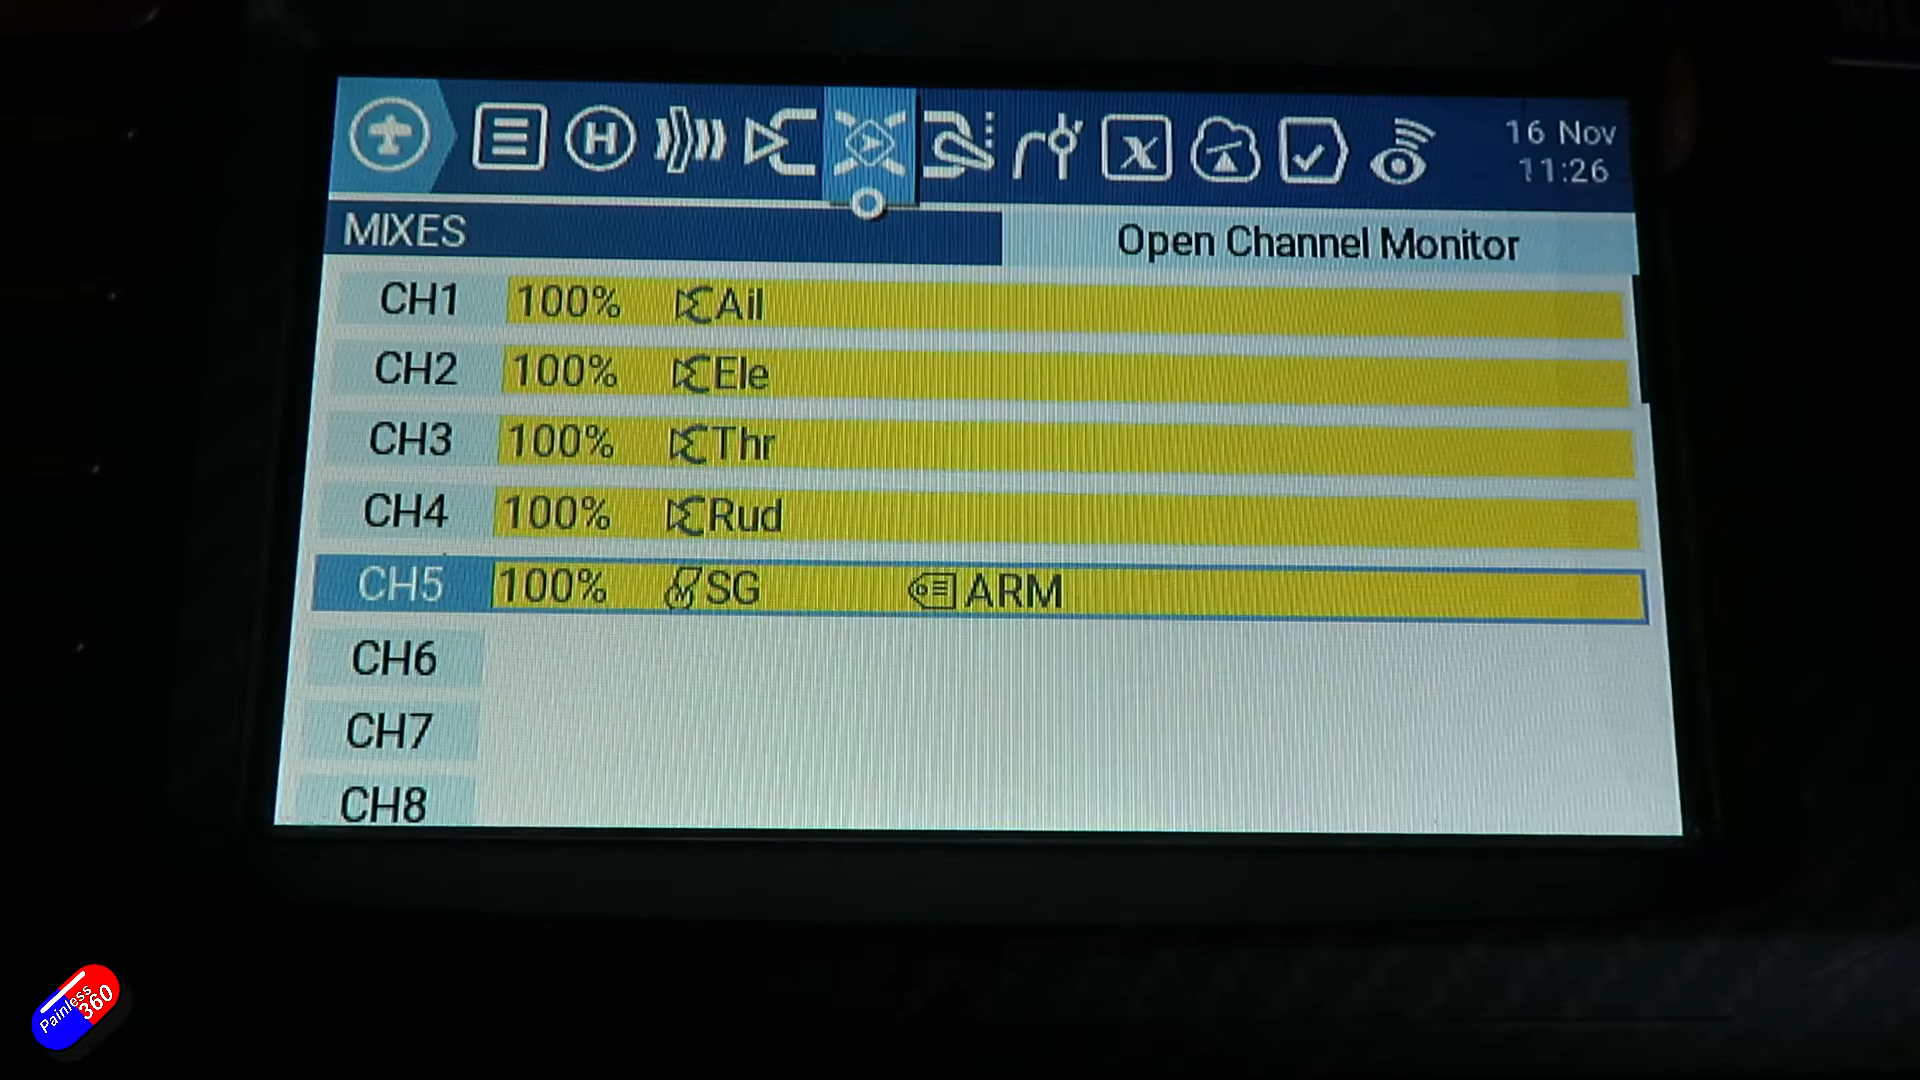 16 Nov
11:26
MIXES
Open Channel Monitor
CH1 100% Ail
CH2 100% Ele
CH3 100% Thr
CH4 100% Rud
CH5 100% SG ARM
CH6
CH7
CH8
Painless
360